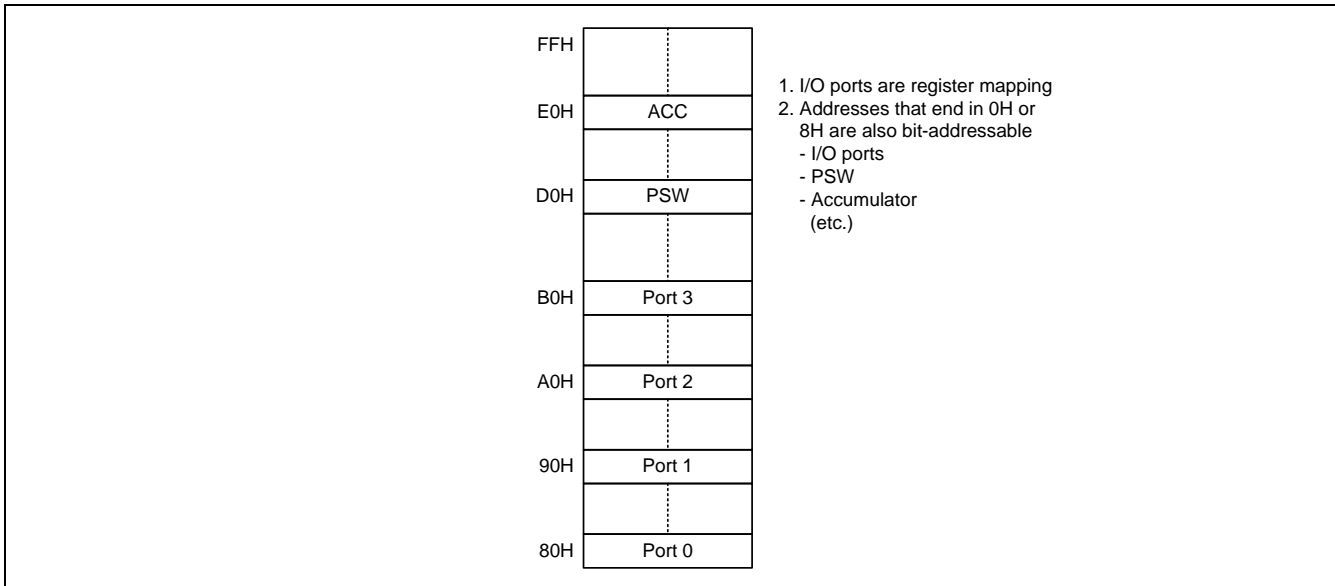 FFH
E0H ACC
D0H PSW
B0H Port 3
A0H Port 2
90H Port 1
80H Port 0
1. I/O ports are register mapping
2. Addresses that end in 0H or
8H are also bit-addressable
- I/O ports
- PSW
- Accumulator
(etc.)